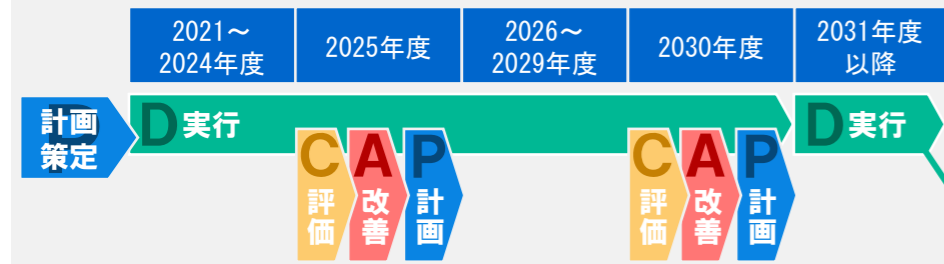 2021～
2024年度
2025年度
2026～
2029年度
2030年度
2031年度
以降
P
計画
策定
D 実行
D 実行
C
評価
A
改善
P
計画
C
評価
A
改善
P
計画